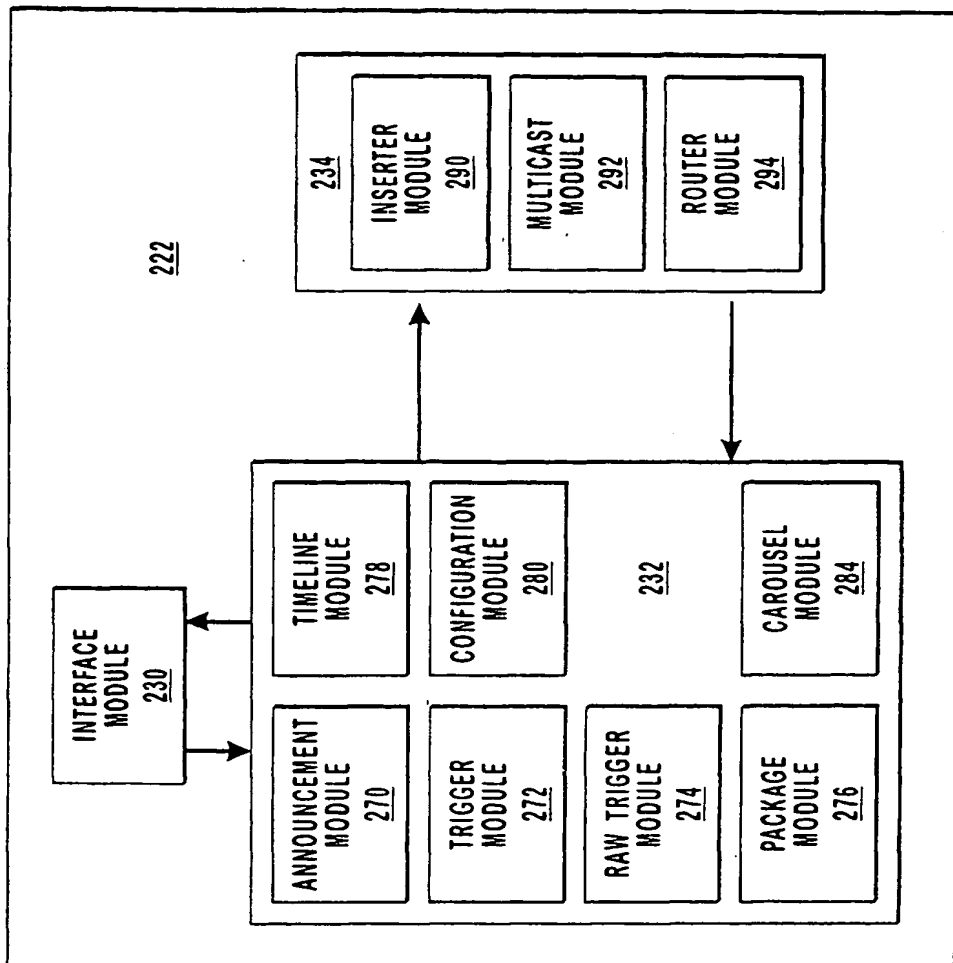 222
INTERFACE
MODULE
230
ANNOUNCEMENT
MODULE
270
TIMELINE
MODULE
278
TRIGGER
MODULE
272
CONFIGURATION
MODULE
280
RAW TRIGGER
MODULE
274
232
PACKAGE
MODULE
276
CAROUSEL
MODULE
284
234
INSERTER
MODULE
290
MULTICAST
MODULE
292
ROUTER
MODULE
294